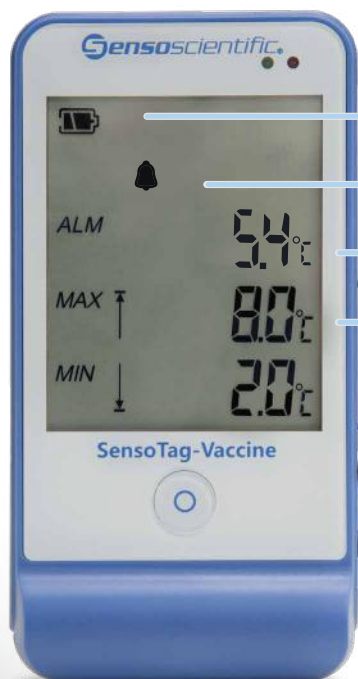 Sensoscientific.
ALM 5.4°C
MAX 8.0°C
MIN 2.0°C
SensoTag-Vaccine